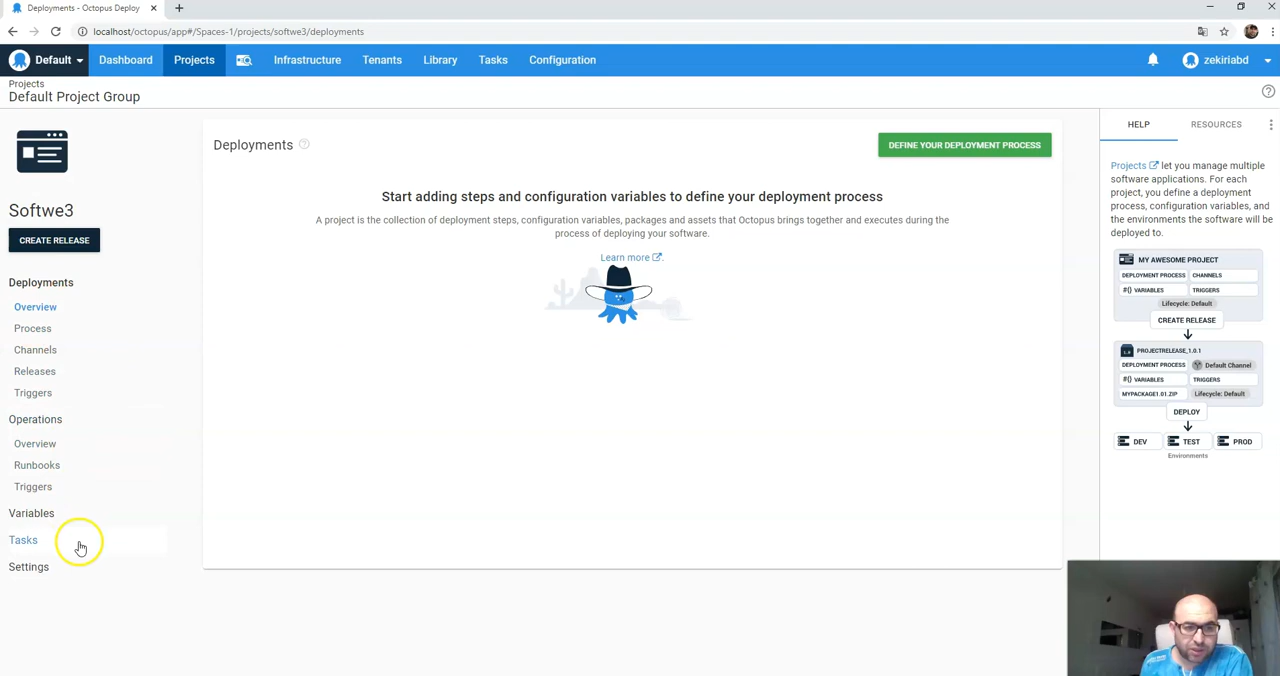 Deployments - Octopus Deploy
localhost/octopus/app#/Spaces-1/projects/softwe3/deployments
Default
Dashboard
Projects
Infrastructure
Tenants
Library
Tasks
Configuration
zekiriabd
Projects
Default Project Group
Softwe3
CREATE RELEASE
Deployments
Overview
Process
Channels
Releases
Triggers
Operations
Overview
Runbooks
Triggers
Variables
Tasks
Settings
Deployments
DEFINE YOUR DEPLOYMENT PROCESS
Start adding steps and configuration variables to define your deployment process
A project is the collection of deployment steps, configuration variables, packages and assets that Octopus brings together and executes during the
process of deploying your software.
Learn more.
HELP
RESOURCES
Projects let you manage multiple
software applications. For each
project, you define a deployment
process, configuration variables, and
the environments the software will be
deployed to.
MY AWESOME PROJECT
DEPLOYMENT PROCESS CHANNELS
#{} VARIABLES TRIGGERS
Lifecycle: Default
CREATE RELEASE
PROJECTRELEASE_1.0.1
DEPLOYMENT PROCESS Default Channel
#{} VARIABLES TRIGGERS
MYPACKAGE1.01.ZIP Lifecycle: Default
DEPLOY
DEV TEST PROD
Environments